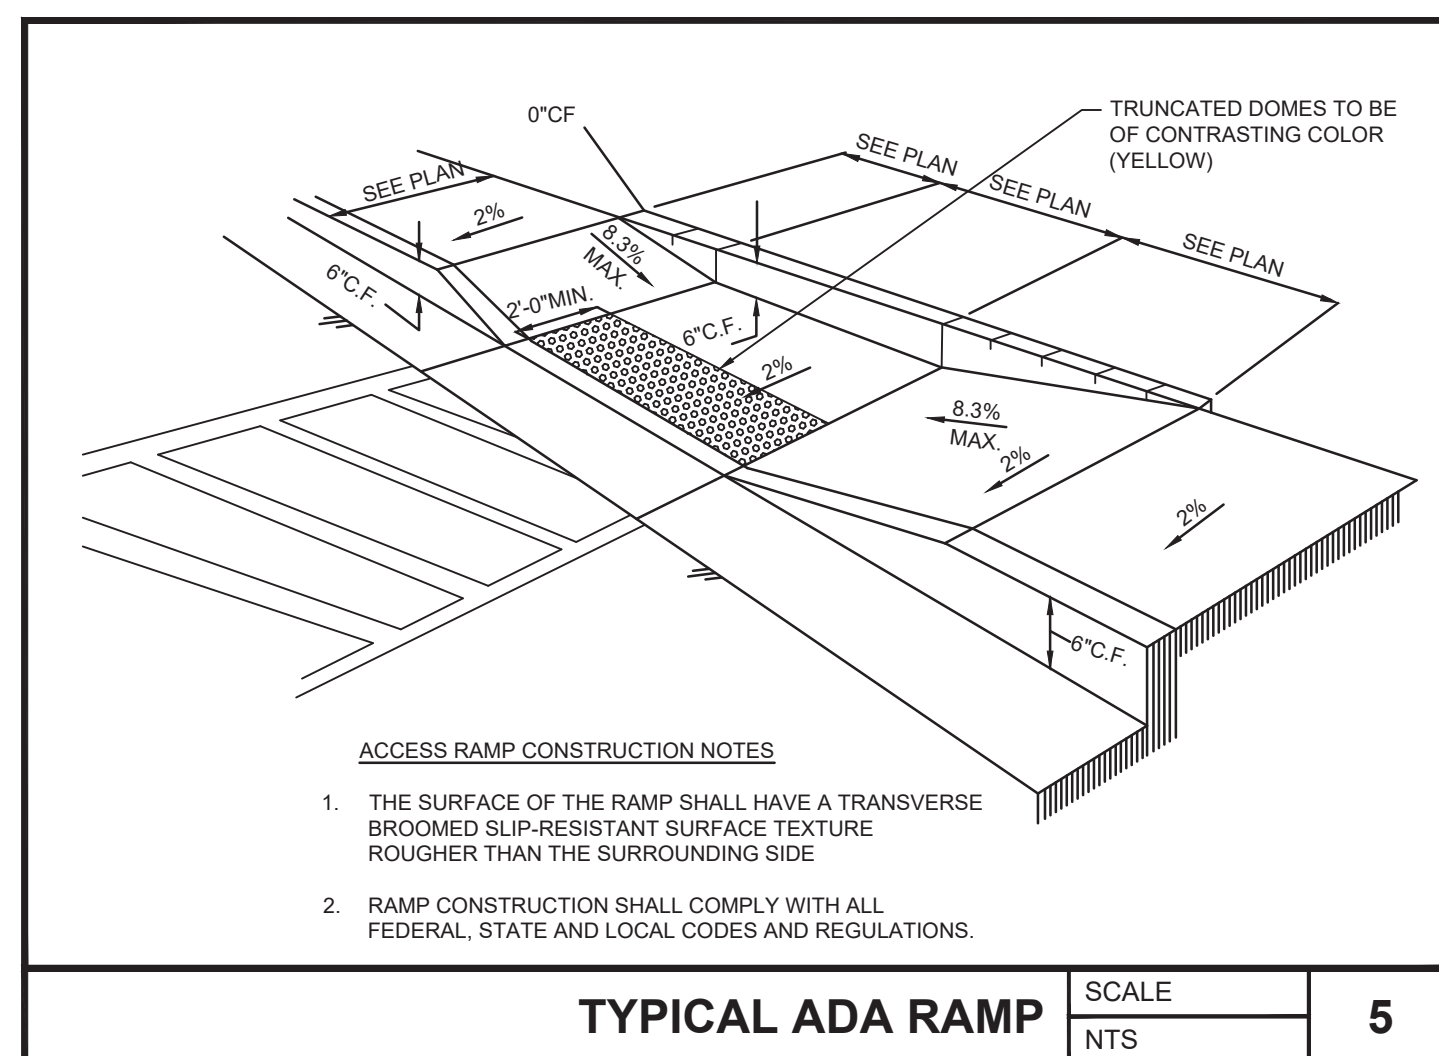 0"CF
TRUNCATED DOMES TO BE
OF CONTRASTING COLOR
(YELLOW)
SEE PLAN
SEE PLAN
SEE PLAN
SEE PLAN
2%
8.3%
MAX.
6"C.F.
2'-0"MIN.
6"C.F.
2%
8.3%
MAX.
2%
2%
6"C.F.
ACCESS RAMP CONSTRUCTION NOTES
1. THE SURFACE OF THE RAMP SHALL HAVE A TRANSVERSE
BROOMED SLIP-RESISTANT SURFACE TEXTURE
ROUGHER THAN THE SURROUNDING SIDE
2. RAMP CONSTRUCTION SHALL COMPLY WITH ALL
FEDERAL, STATE AND LOCAL CODES AND REGULATIONS.
TYPICAL ADA RAMP
SCALE
NTS
5